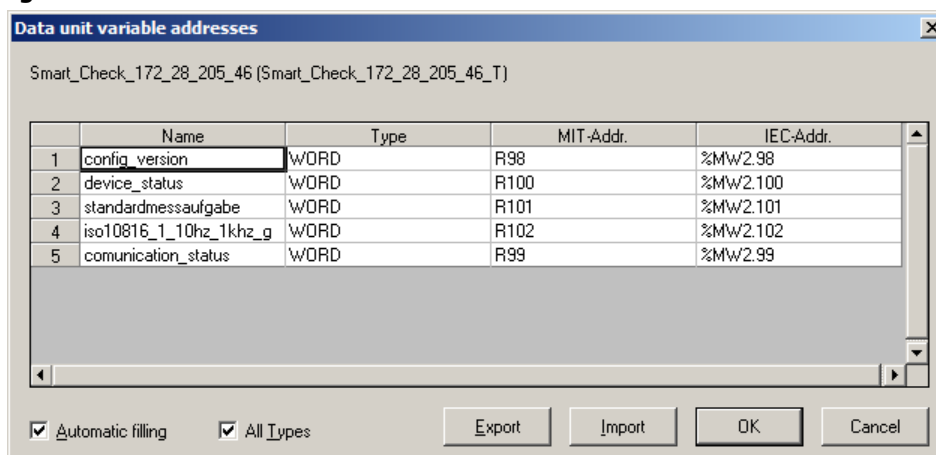 Data unit variable addresses
Smart_Check_172_28_205_46 (Smart_Check_172_28_205_46_T)
Name Type MIT-Addr. IEC-Addr.
1 config_version WORD R98 %MW2.98
2 device_status WORD R100 %MW2.100
3 standardmessaufgabe WORD R101 %MW2.101
4 iso10816_1_10hz_1khz_g WORD R102 %MW2.102
5 comunication_status WORD R99 %MW2.99
Automatic filling All Types Export Import OK Cancel